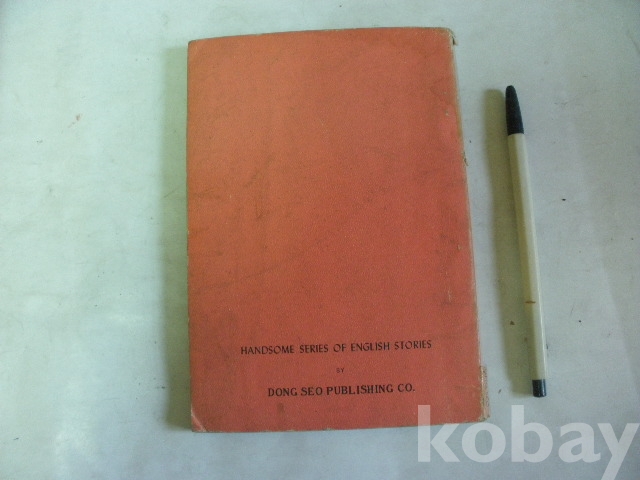 HANDSOME SERIES OF ENGLISH STORIES
BY
DONG SEO PUBLISHING CO.
kobay